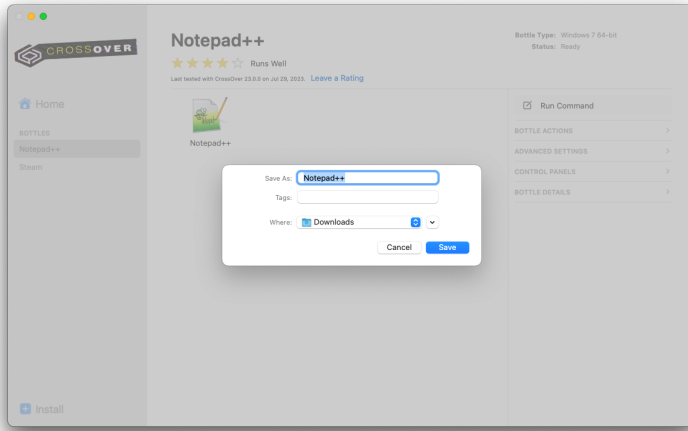 CROSSOVER
Home
BOTTLES
Notepad++
Steam
Install
Notepad++
Runs Well
Last tested with CrossOver 23.0.0 on Jul 29, 2023. Leave a Rating
Notepad++
Bottle Type: Windows 7 64-bit
Status: Ready
Run Command
BOTTLE ACTIONS
ADVANCED SETTINGS
CONTROL PANELS
BOTTLE DETAILS
Save As: Notepad++
Tags:
Where: Downloads
Cancel Save